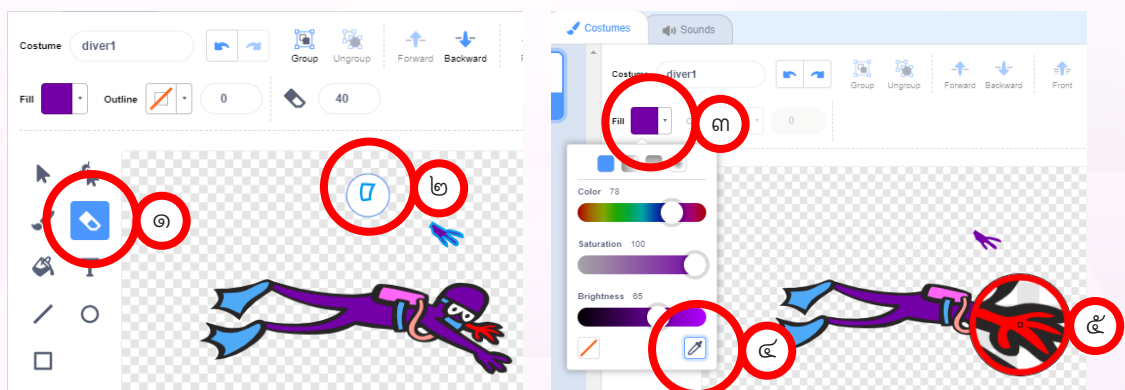 Costume diver1
Group Ungroup Forward Backward
Fill Outline 0 40
๒
๑
T
Costumes Sounds
Costume diver1
Group Ungroup Forward Backward Front
Fill 0
๓
Color 78
Saturation 100
Brightness 65
๔
๕